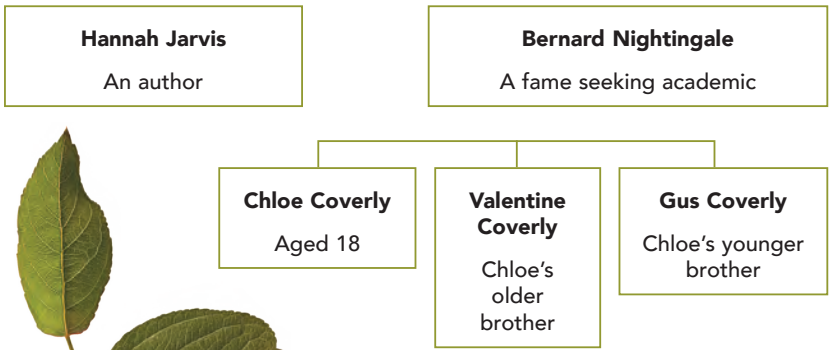 Hannah Jarvis
An author
Bernard Nightingale
A fame seeking academic
Chloe Coverly
Aged 18
Valentine
Coverly
Chloe’s
older
brother
Gus Coverly
Chloe’s younger
brother